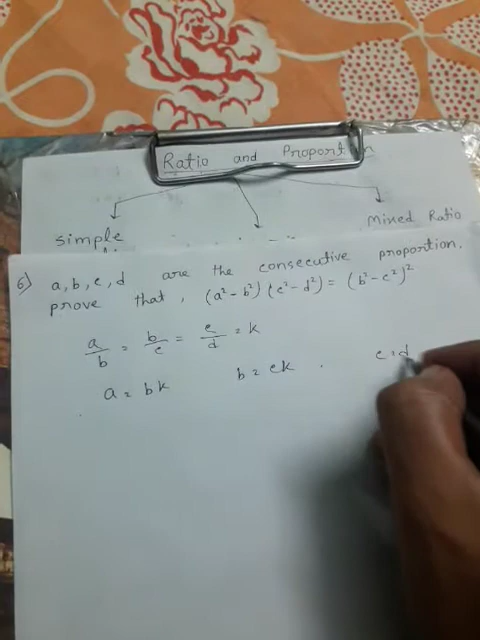 Ratio and Proportion
Simple
Mixed Ratio
6) a, b, c, d are the consecutive proportion.
prove that, (a² - b²) (c² - d²) = (b² - c²)²
a/b = b/c = c/d = k
a = bk b = ck . c = d